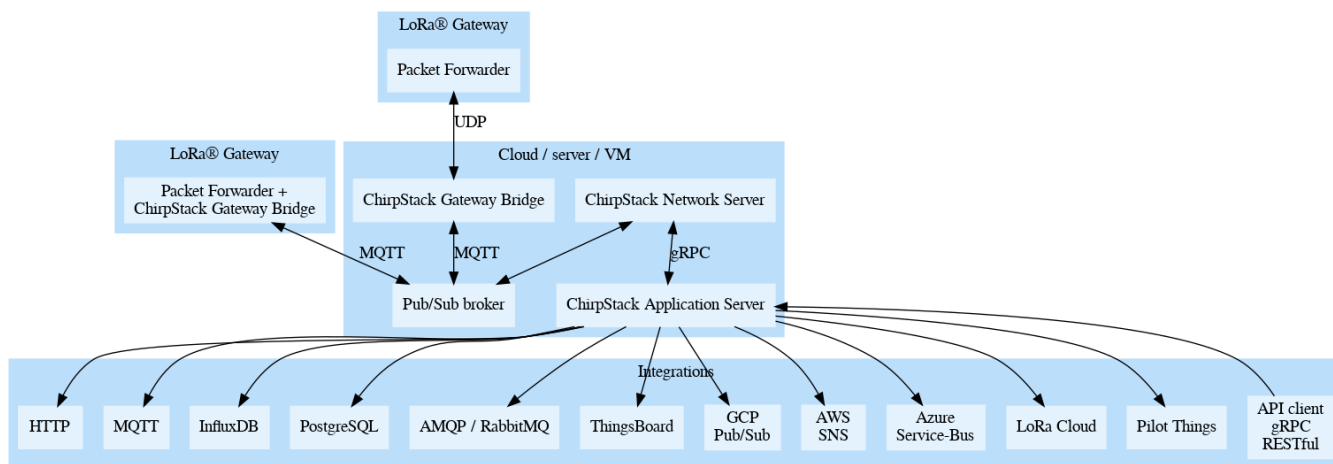 LoRa® Gateway
Packet Forwarder
UDP
LoRa® Gateway
Packet Forwarder +
ChirpStack Gateway Bridge
Cloud / server / VM
ChirpStack Gateway Bridge
ChirpStack Network Server
MQTT
MQTT
gRPC
Pub/Sub broker
ChirpStack Application Server
Integrations
HTTP
MQTT
InfluxDB
PostgreSQL
AMQP / RabbitMQ
ThingsBoard
GCP
Pub/Sub
AWS
SNS
Azure
Service-Bus
LoRa Cloud
Pilot Things
API client
gRPC
RESTful